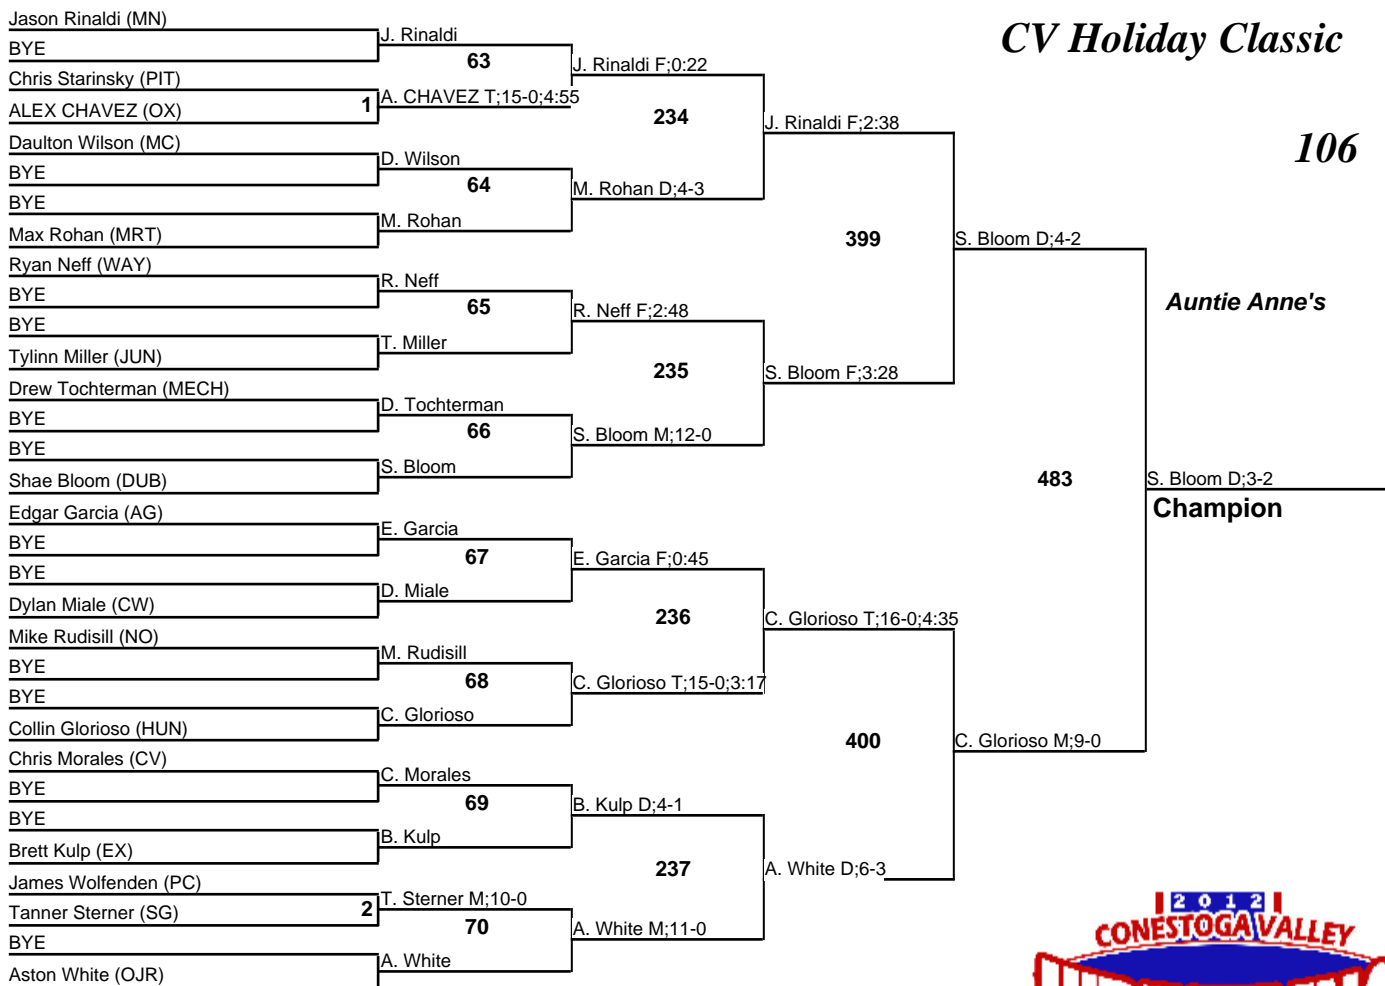 CV Holiday Classic
106
Auntie Anne's
Jason Rinaldi (MN)
BYE
Chris Starinsky (PIT)
ALEX CHAVEZ (OX)
Daulton Wilson (MC)
BYE
BYE
Max Rohan (MRT)
Ryan Neff (WAY)
BYE
BYE
Tylinn Miller (JUN)
Drew Tochterman (MECH)
BYE
BYE
Shae Bloom (DUB)
Edgar Garcia (AG)
BYE
BYE
Dylan Miale (CW)
Mike Rudisill (NO)
BYE
BYE
Collin Glorioso (HUN)
Chris Morales (CV)
BYE
BYE
Brett Kulp (EX)
James Wolfenden (PC)
Tanner Sterner (SG)
BYE
Aston White (OJR)
1
2
J. Rinaldi
63
A. CHAVEZ T;15-0;4:55
D. Wilson
64
M. Rohan
R. Neff
65
T. Miller
D. Tochterman
66
S. Bloom
E. Garcia
67
D. Miale
M. Rudisill
68
C. Glorioso
C. Morales
69
B. Kulp
T. Sterner M;10-0
70
A. White
J. Rinaldi F;0:22
234
M. Rohan D;4-3
R. Neff F;2:48
235
S. Bloom M;12-0
E. Garcia F;0:45
236
C. Glorioso T;15-0;3:17
B. Kulp D;4-1
237
A. White M;11-0
J. Rinaldi F;2:38
399
S. Bloom F;3:28
C. Glorioso T;16-0;4:35
400
A. White D;6-3
S. Bloom D;4-2
483
C. Glorioso M;9-0
S. Bloom D;3-2
Champion
2012
CONESTOGA VALLEY